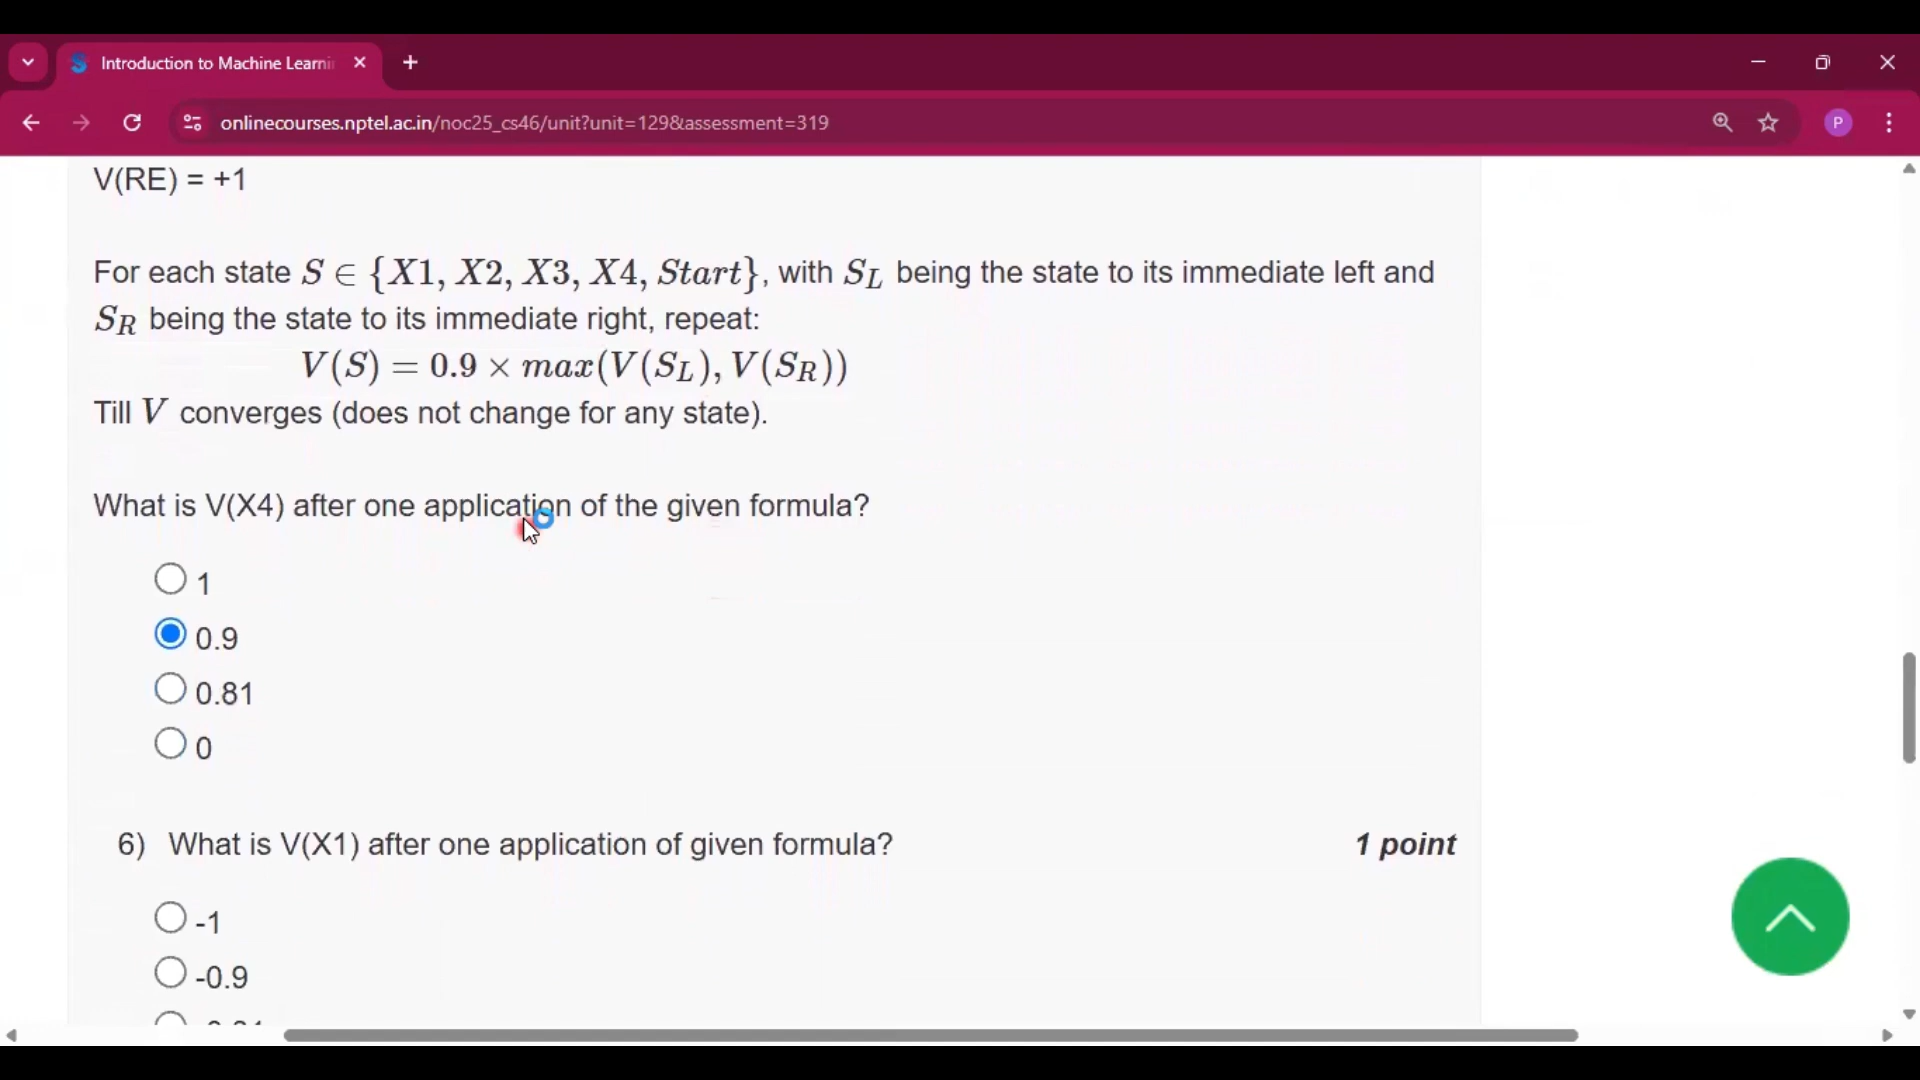 Introduction to Machine Learni
onlinecourses.nptel.ac.in/noc25_cs46/unit?unit=129&assessment=319
P
V(RE) = +1
For each state S ∈ {X1, X2, X3, X4, Start}, with S_L being the state to its immediate left and
S_R being the state to its immediate right, repeat:
V(S) = 0.9 × max(V(S_L), V(S_R))
Till V converges (does not change for any state).
What is V(X4) after one application of the given formula?
1
0.9
0.81
0
6) What is V(X1) after one application of given formula? 1 point
-1
-0.9